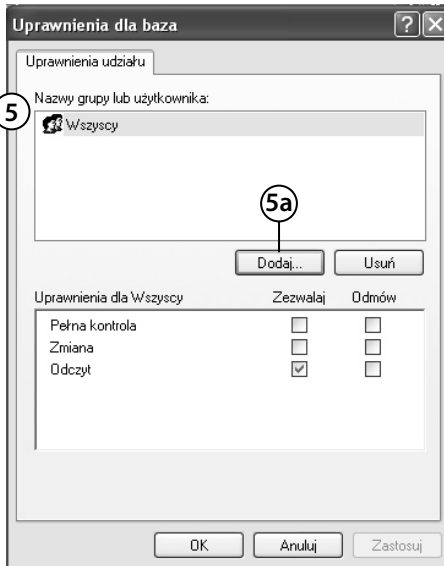 Uprawnienia dla baza
Uprawnienia udziału
5
Nazwy grupy lub użytkownika:
Wszyscy
5a
Dodaj...
Usuń
Uprawnienia dla Wszyscy Zezwalaj Odmów
Pełna kontrola
Zmiana
Odczyt
OK
Anuluj
Zastosuj